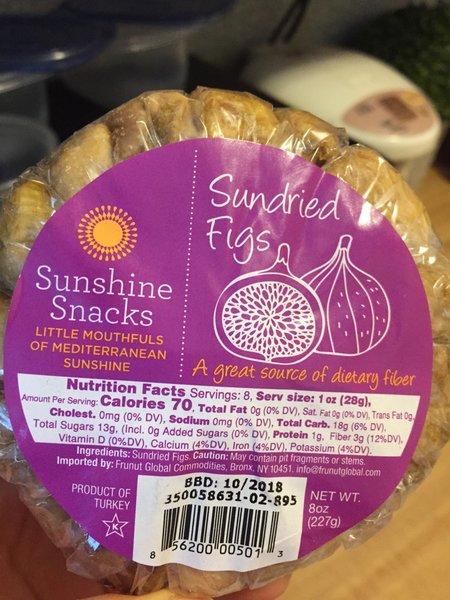 Sundried
Figs
Sunshine
Snacks
LITTLE MOUTHFULS
OF MEDITERRANEAN
SUNSHINE
A great source of dietary fiber
Nutrition Facts Servings: 8, Serv size: 1 oz (28g),
Amount Per Serving: Calories 70, Total Fat 0g (0% DV), Sat. Fat 0g (0% DV), Trans Fat 0g,
Cholest. 0mg (0% DV), Sodium 0mg (0% DV), Total Carb. 18g (6% DV),
Total Sugars 13g, (Incl. 0g Added Sugars (0% DV), Protein 1g, Fiber 3g (12%DV),
Vitamin D (0%DV), Calcium (4%DV), Iron (4%DV), Potassium (4%DV).
Ingredients: Sundried Figs. Caution: May contain pit fragments or stems.
Imported by: Frunut Global Commodities, Bronx, NY 10451. info@frunutglobal.com
PRODUCT OF
TURKEY
K
BBD: 10/2018
350058631-02-895
8 56200 00501 3
NET WT.
8oz
(227g)